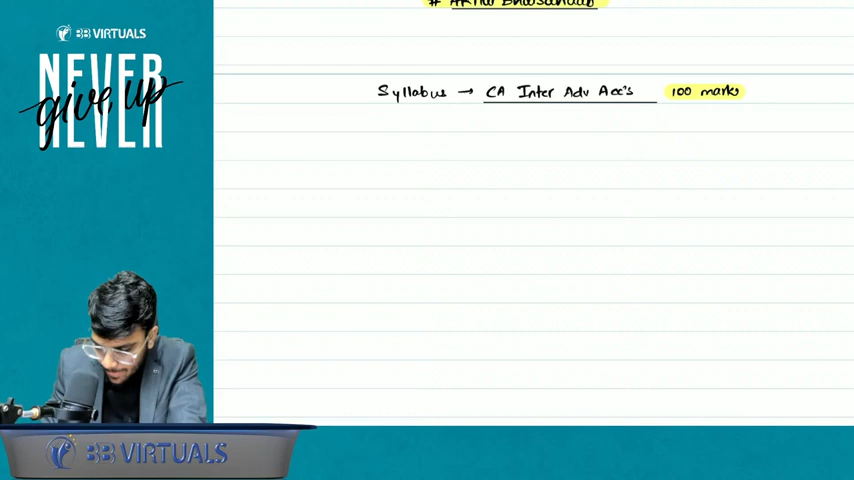 #
BB VIRTUALS
NEVER
give up
NEVER
Syllabus → CA Inter Adv Acc's 100 marks
BB VIRTUALS